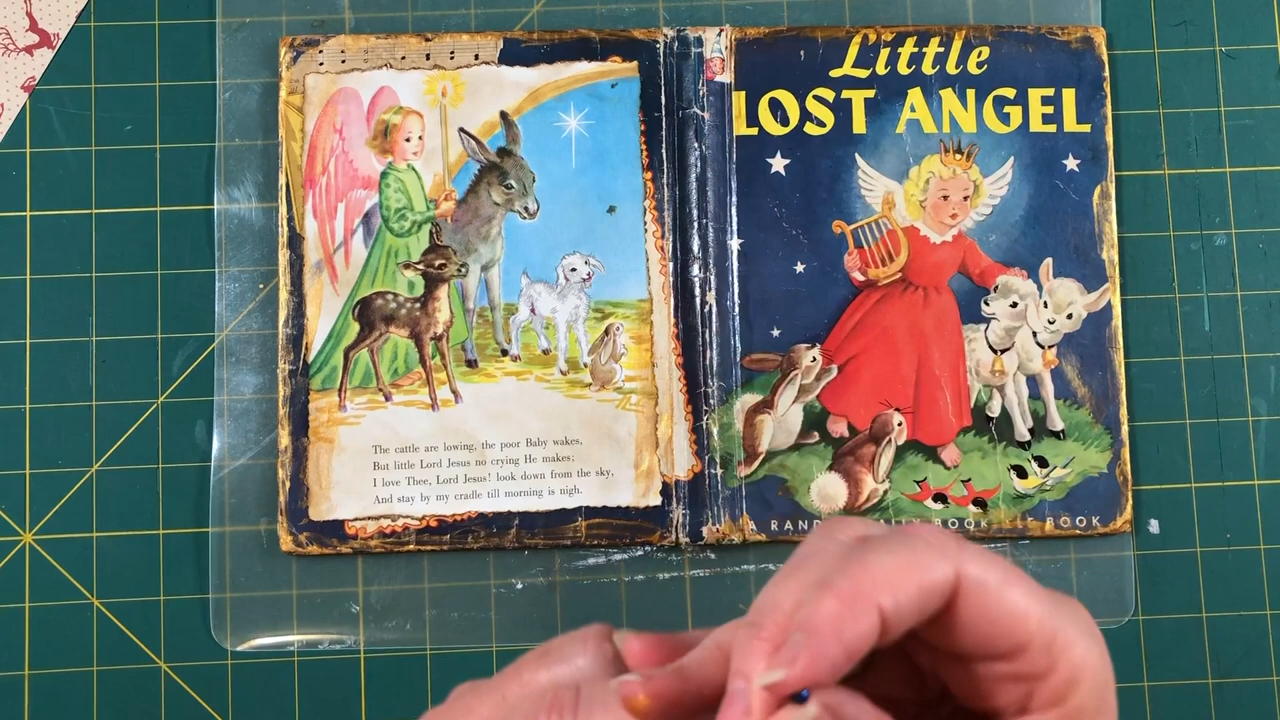 The cattle are lowing, the poor Baby wakes,
But little Lord Jesus no crying He makes;
I love Thee, Lord Jesus! look down from the sky,
And stay by my cradle till morning is nigh.
Little
LOST ANGEL
A RAND BOOK BOOK